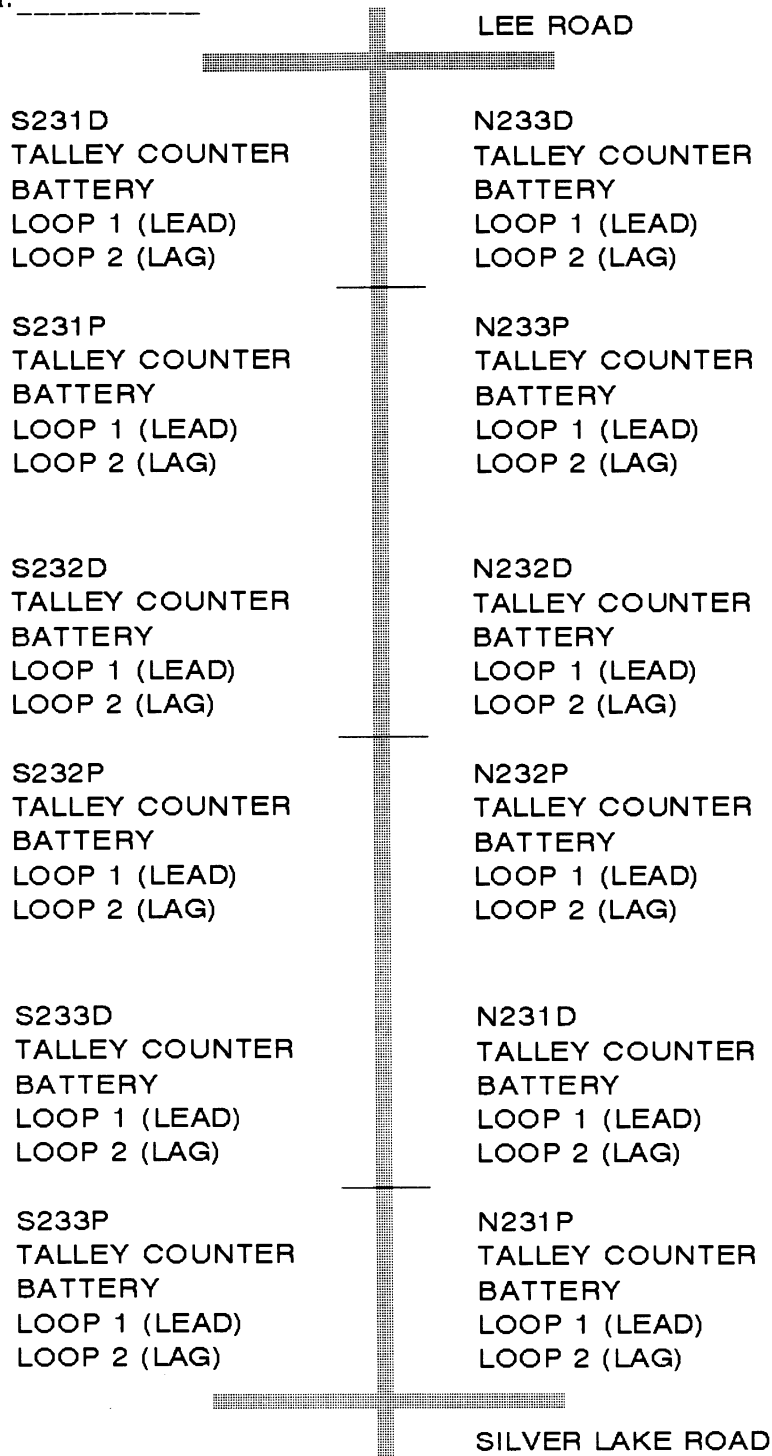 LEE ROAD
S231D
TALLEY COUNTER
BATTERY
LOOP 1 (LEAD)
LOOP 2 (LAG)
N233D
TALLEY COUNTER
BATTERY
LOOP 1 (LEAD)
LOOP 2 (LAG)
S231P
TALLEY COUNTER
BATTERY
LOOP 1 (LEAD)
LOOP 2 (LAG)
N233P
TALLEY COUNTER
BATTERY
LOOP 1 (LEAD)
LOOP 2 (LAG)
S232D
TALLEY COUNTER
BATTERY
LOOP 1 (LEAD)
LOOP 2 (LAG)
N232D
TALLEY COUNTER
BATTERY
LOOP 1 (LEAD)
LOOP 2 (LAG)
S232P
TALLEY COUNTER
BATTERY
LOOP 1 (LEAD)
LOOP 2 (LAG)
N232P
TALLEY COUNTER
BATTERY
LOOP 1 (LEAD)
LOOP 2 (LAG)
S233D
TALLEY COUNTER
BATTERY
LOOP 1 (LEAD)
LOOP 2 (LAG)
N231D
TALLEY COUNTER
BATTERY
LOOP 1 (LEAD)
LOOP 2 (LAG)
S233P
TALLEY COUNTER
BATTERY
LOOP 1 (LEAD)
LOOP 2 (LAG)
N231P
TALLEY COUNTER
BATTERY
LOOP 1 (LEAD)
LOOP 2 (LAG)
SILVER LAKE ROAD